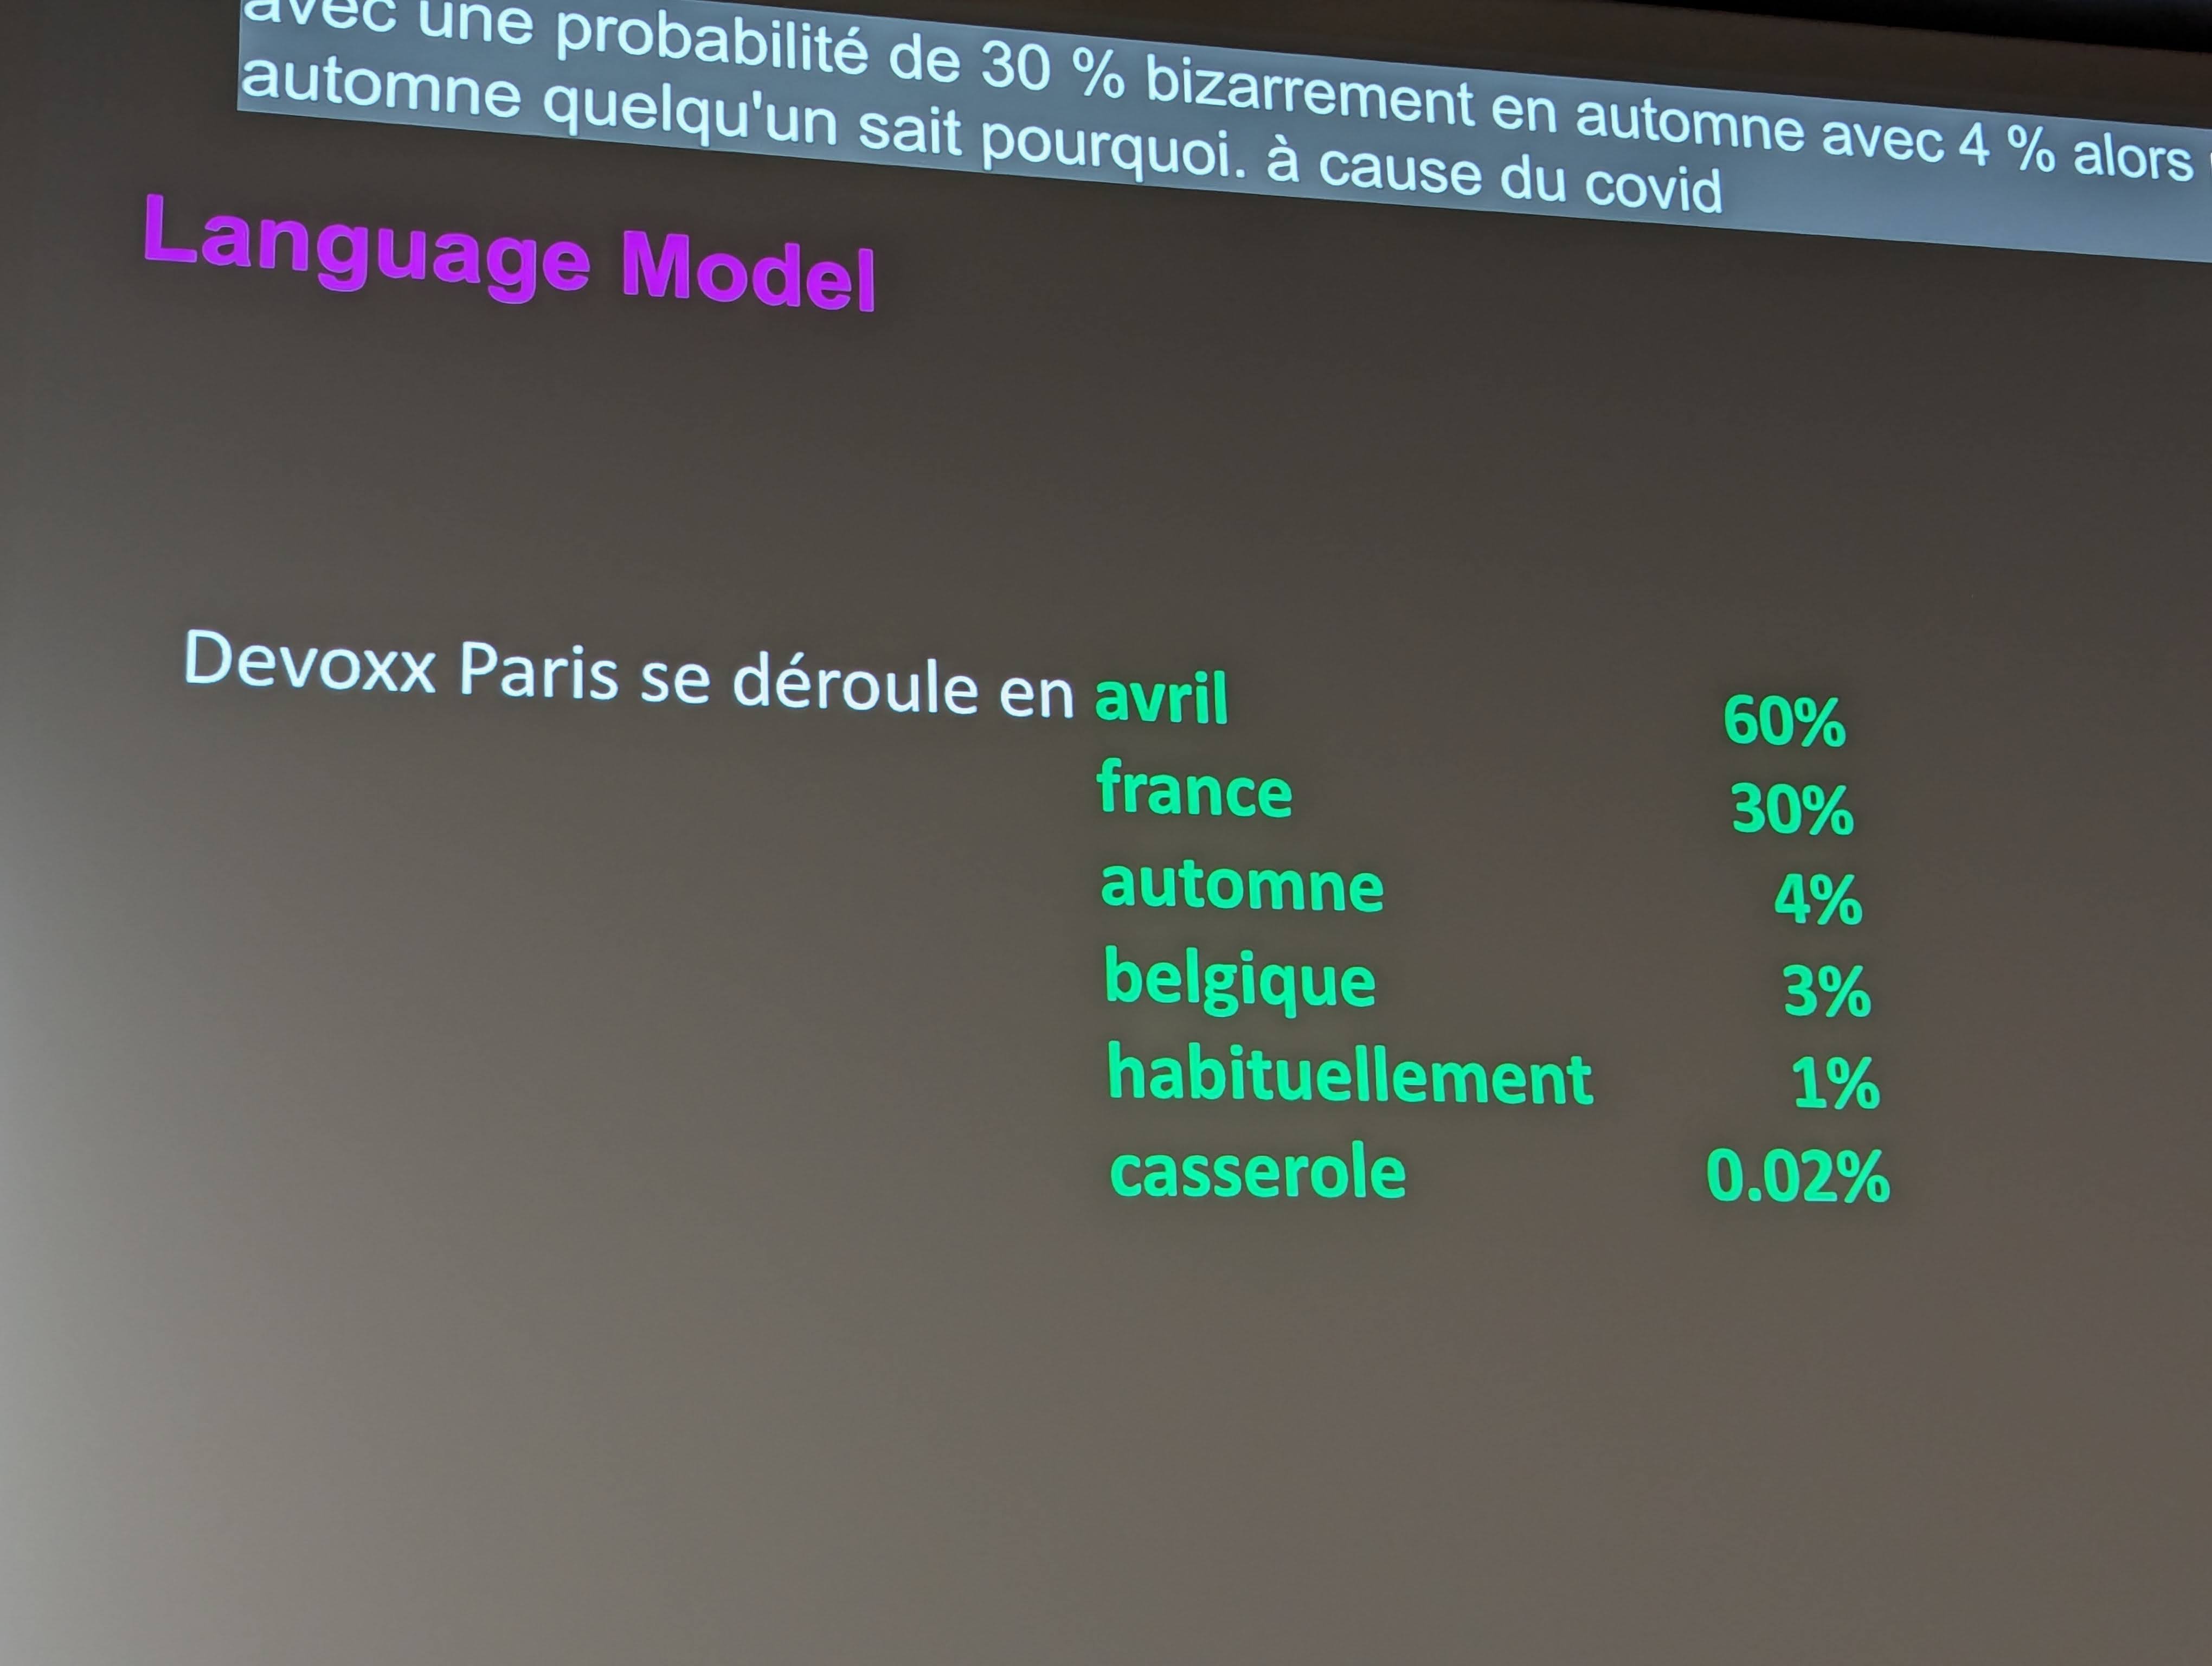 avec une probabilité de 30 % bizarrement en automne avec 4 % alors
automne quelqu'un sait pourquoi. à cause du covid
Language Model
Devoxx Paris se déroule en avril 60%
france 30%
automne 4%
belgique 3%
habituellement 1%
casserole 0.02%